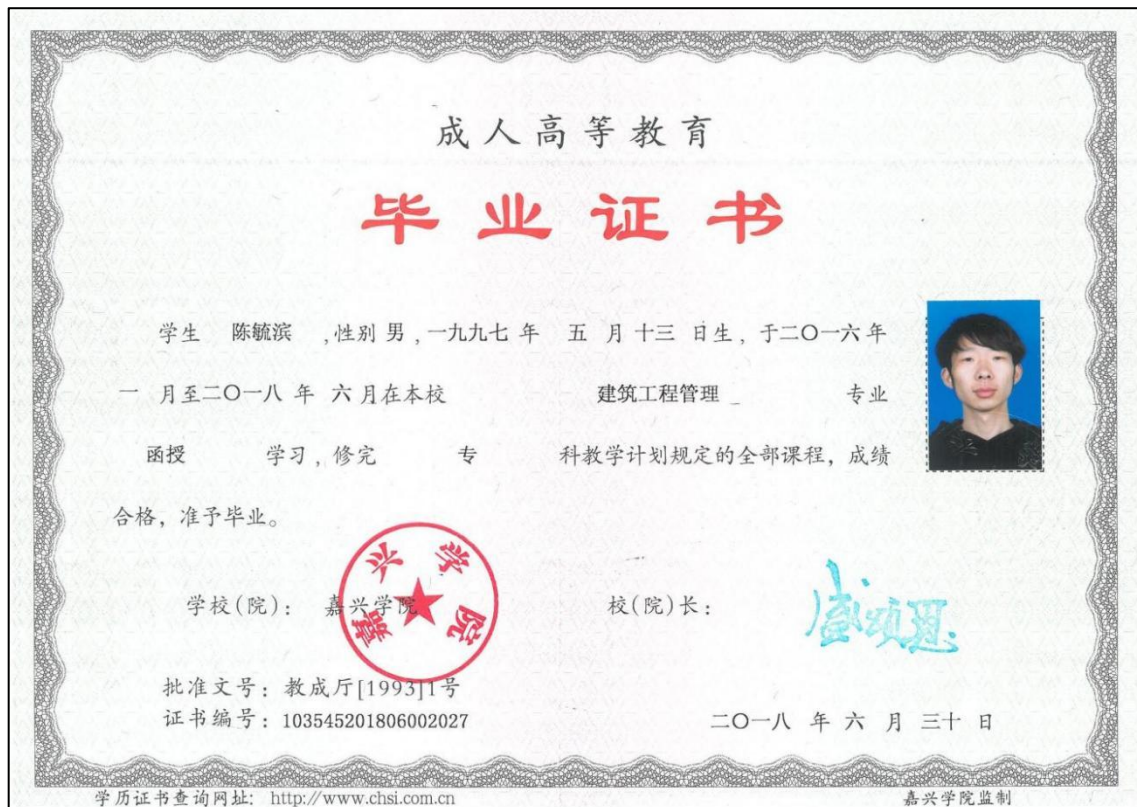 成人高等教育
毕业证书
学生 陈毓滨 ,性别 男 ,一九九七 年 五 月 十三 日生, 于二〇一六年
一 月至二〇一八 年 六 月在本校 建筑工程管理 专业
函授 学习, 修完 专 科教学计划规定的全部课程, 成绩
合格, 准予毕业。
嘉兴学院
学校(院): 嘉兴学院 校(院)长: 盛颂恩
批准文号: 教成厅[1993]1号
证书编号: 103545201806002027 二〇一八 年 六 月 三十 日
学历证书查询网址: http://www.chsi.com.cn 嘉兴学院监制